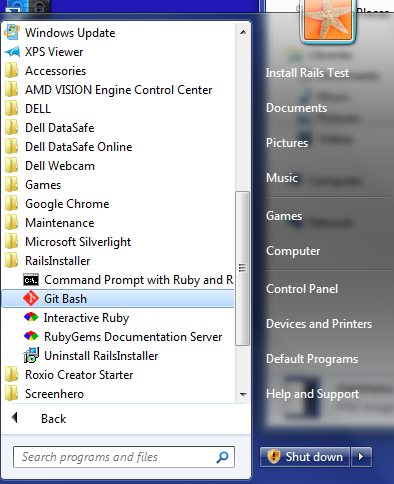 Windows Update
XPS Viewer
Accessories
AMD VISION Engine Control Center
DELL
Dell DataSafe
Dell DataSafe Online
Dell Webcam
Games
Google Chrome
Maintenance
Microsoft Silverlight
RailsInstaller
Command Prompt with Ruby and R
Git Bash
Interactive Ruby
RubyGems Documentation Server
Uninstall RailsInstaller
Roxio Creator Starter
Screenhero
Back
Search programs and files
Install Rails Test
Documents
Pictures
Music
Games
Computer
Control Panel
Devices and Printers
Default Programs
Help and Support
Shut down